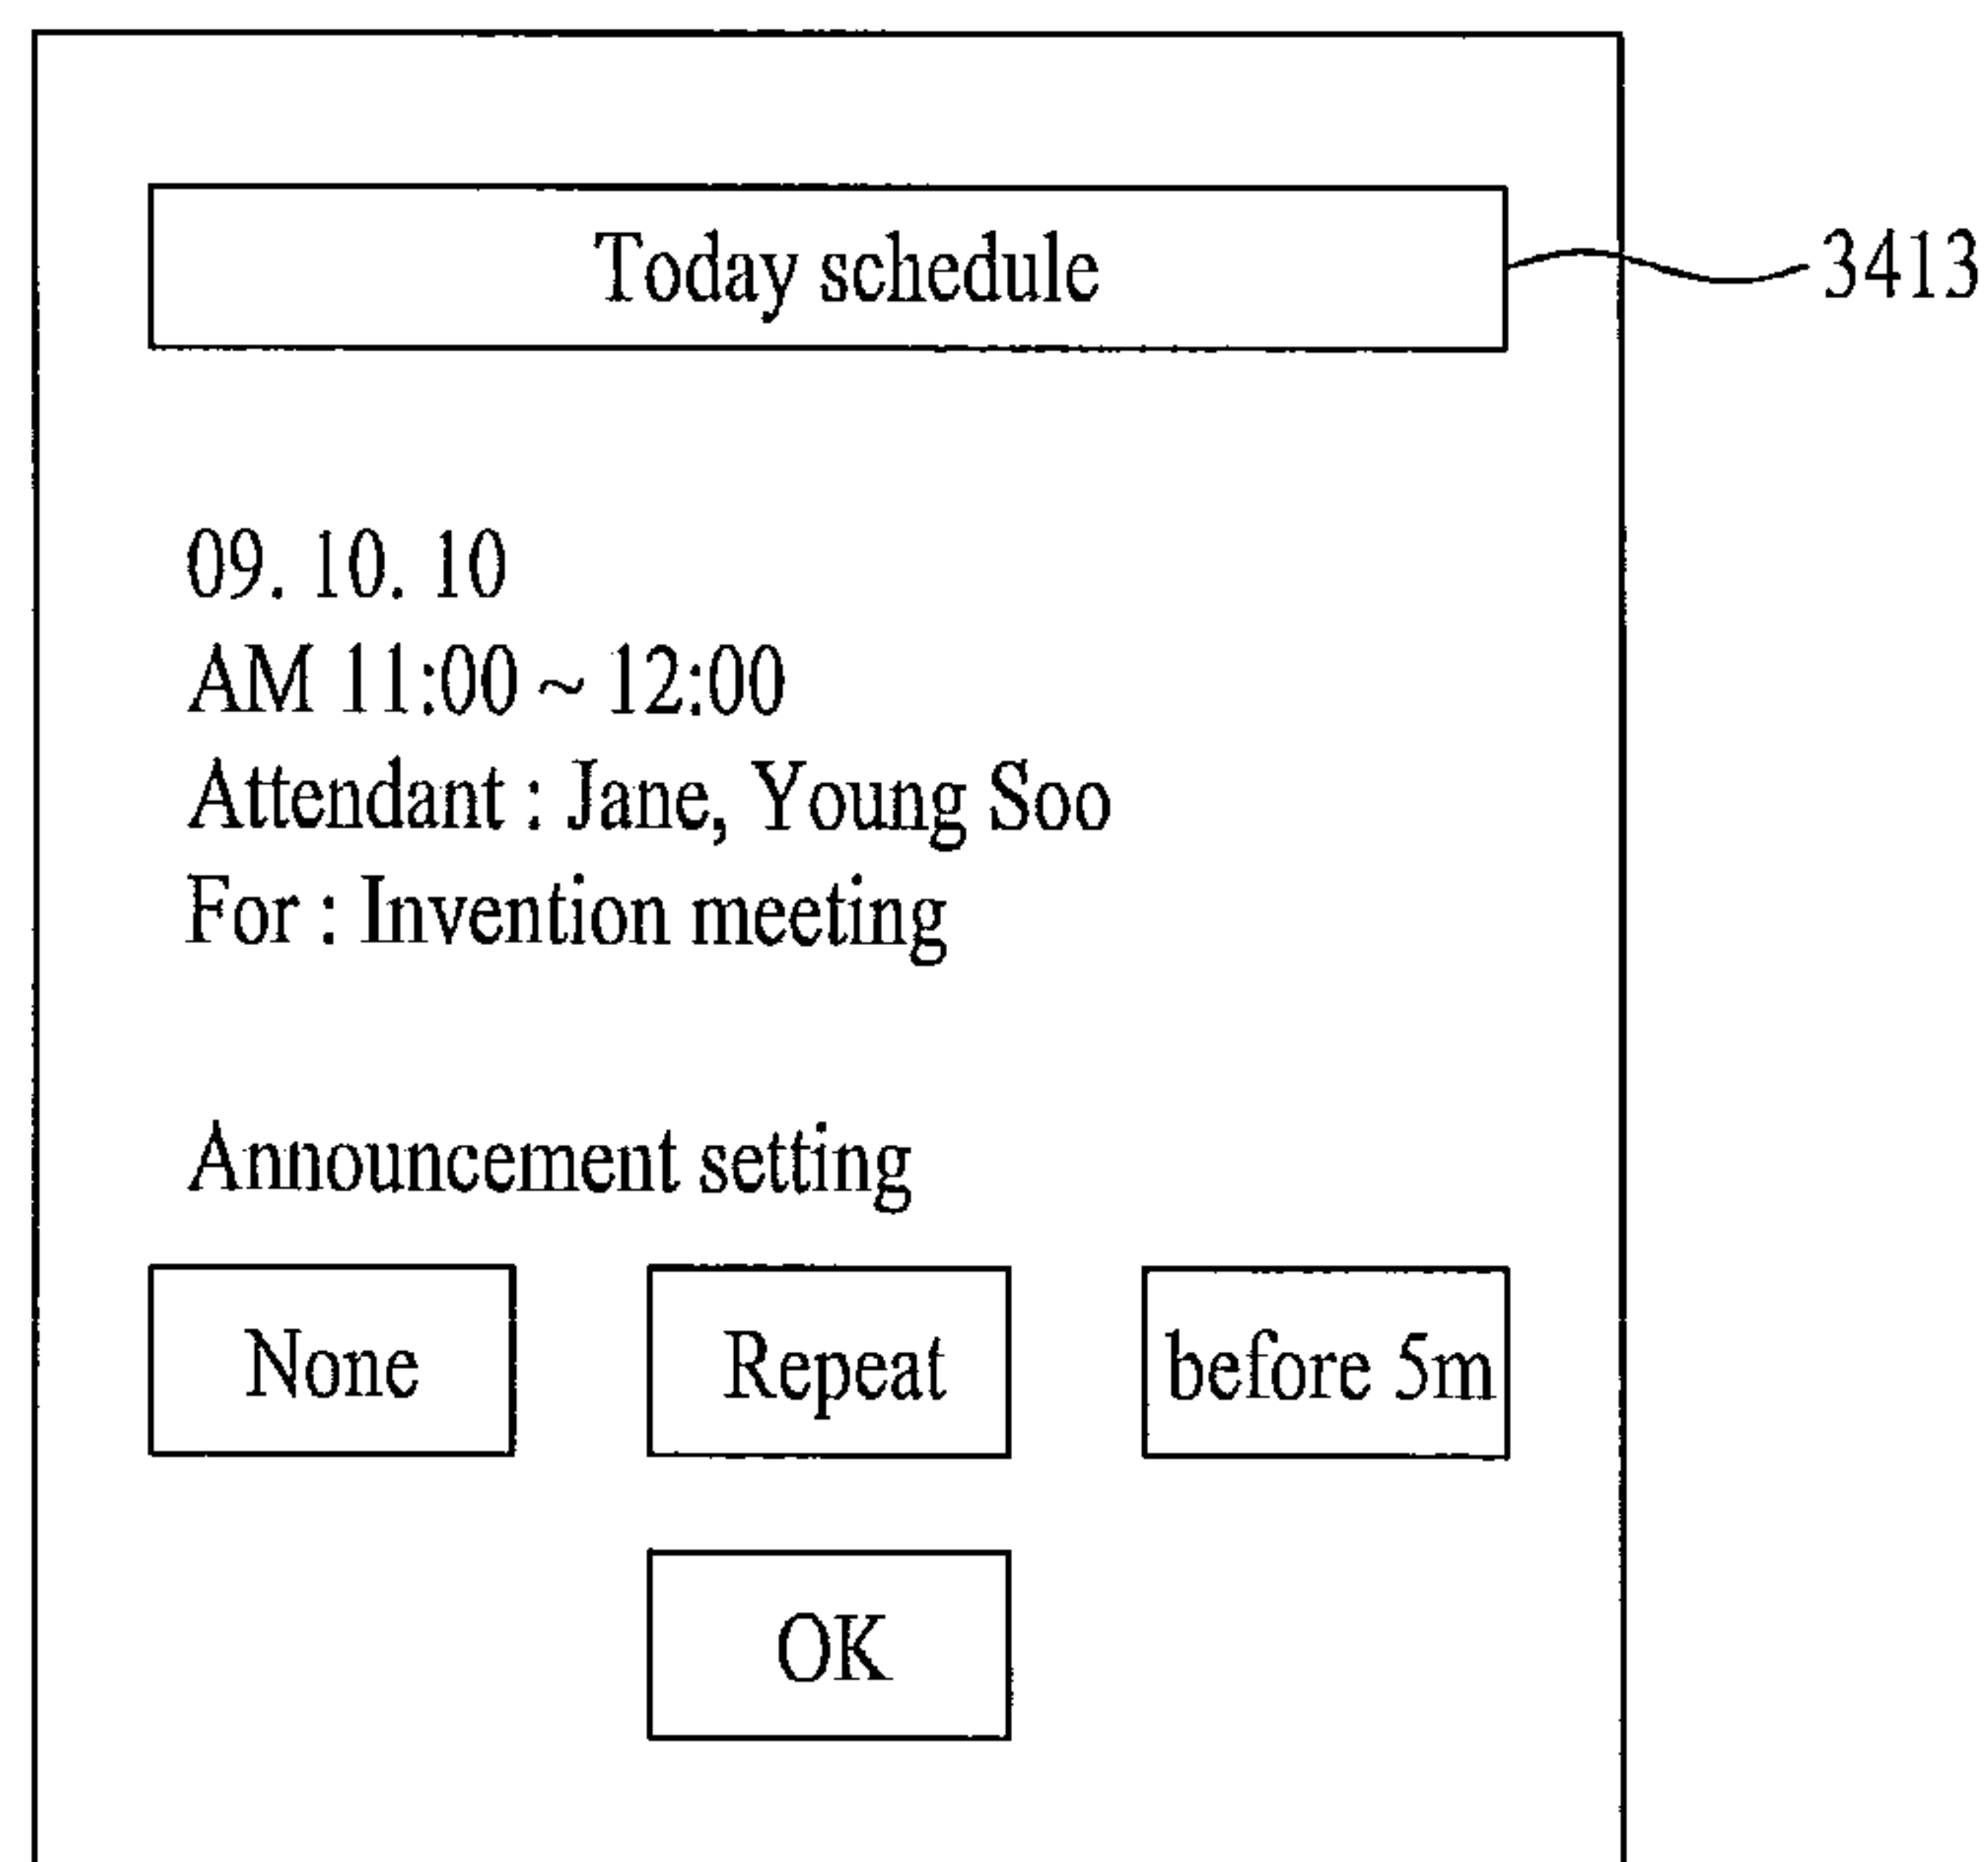 Today schedule
3413
09. 10. 10
AM 11:00 ~ 12:00
Attendant : Jane, Young Soo
For : Invention meeting
Announcement setting
None
Repeat
before 5m
OK